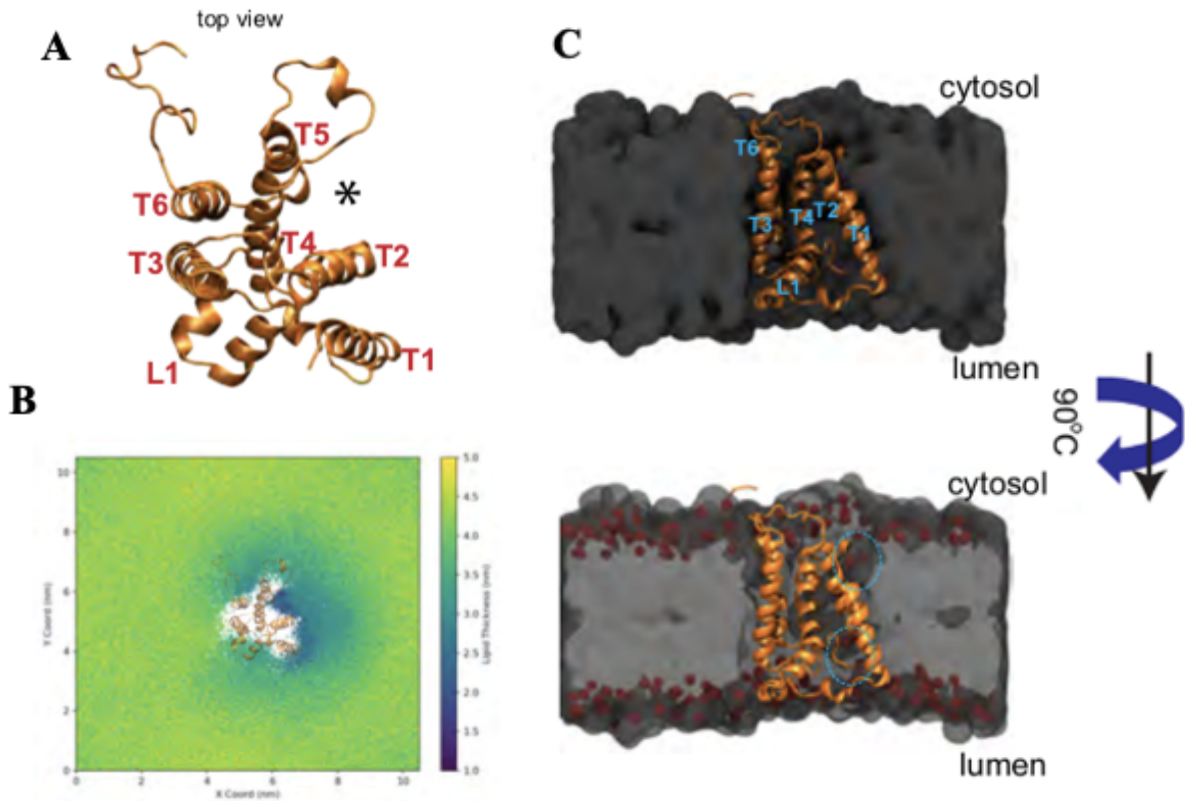 A
top view
T5
T6
*
T3
T4
T2
L1
T1
B
10
8
6
4
2
0
Y Coord (nm)
0
2
4
6
8
10
X Coord (nm)
5.0
4.5
4.0
3.5
3.0
2.5
2.0
1.5
1.0
Lipid Thickness (nm)
C
cytosol
T6
T3
T4
T2
T1
L1
lumen
90°C
cytosol
lumen